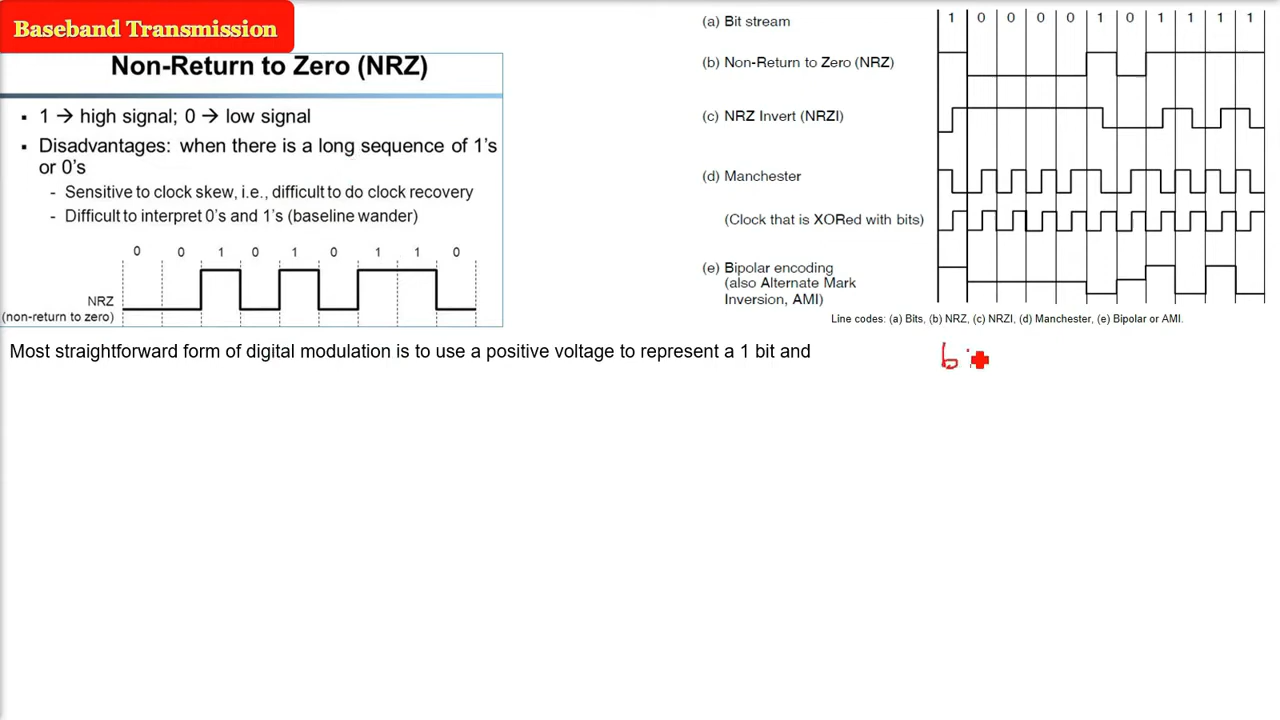 Baseband Transmission
Non-Return to Zero (NRZ)
▪ 1 → high signal; 0 → low signal
▪ Disadvantages: when there is a long sequence of 1's
or 0's
- Sensitive to clock skew, i.e., difficult to do clock recovery
- Difficult to interpret 0's and 1's (baseline wander)
0 0 1 0 1 0 1 1 0
NRZ
(non-return to zero)
(a) Bit stream 1 0 0 0 0 1 0 1 1 1 1
(b) Non-Return to Zero (NRZ)
(c) NRZ Invert (NRZI)
(d) Manchester
(Clock that is XORed with bits)
(e) Bipolar encoding
(also Alternate Mark
Inversion, AMI)
Line codes: (a) Bits, (b) NRZ, (c) NRZI, (d) Manchester, (e) Bipolar or AMI.
Most straightforward form of digital modulation is to use a positive voltage to represent a 1 bit and